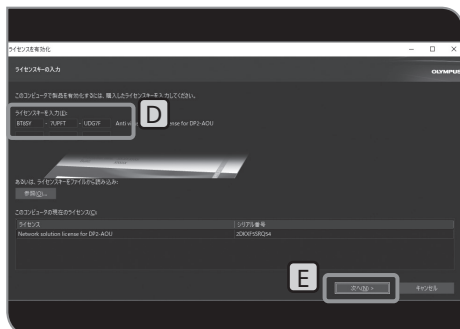 ライセンスを有効化
ライセンスキーの入力
OLYMPUS
このコンピュータで製品を有効化するには、購入したライセンスキーを入力してください。
ライセンスキーを入力(E):
D
- 7LPFT - UDG7F Anti
license for DP2-AOU
あるいは、ライセンスキーをファイルから読み込み:
参照(O)...
このコンピュータの現在のライセンス(C):
ライセンス シリアル番号
Network solution license for DP2-AOU
E
次へ(N) > キャンセル